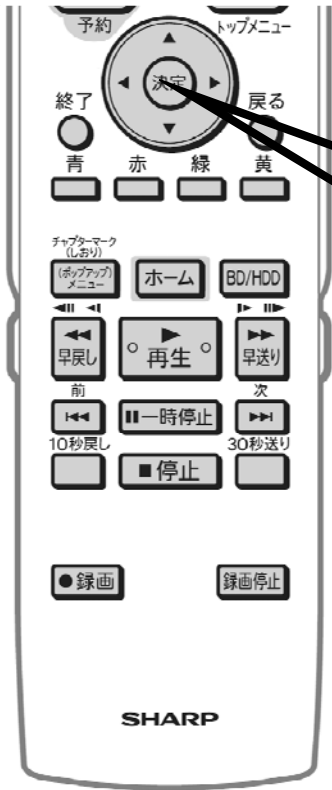 予約 トップメニュー
決定
終了 戻る
青 赤 緑 黄
チャプターマーク
(しおり)
(ポップアップ)
メニュー
ホーム
BD/HDD
早戻し
再生
早送り
前 次
一時停止
10秒戻し 30秒送り
停止
録画
録画停止
SHARP